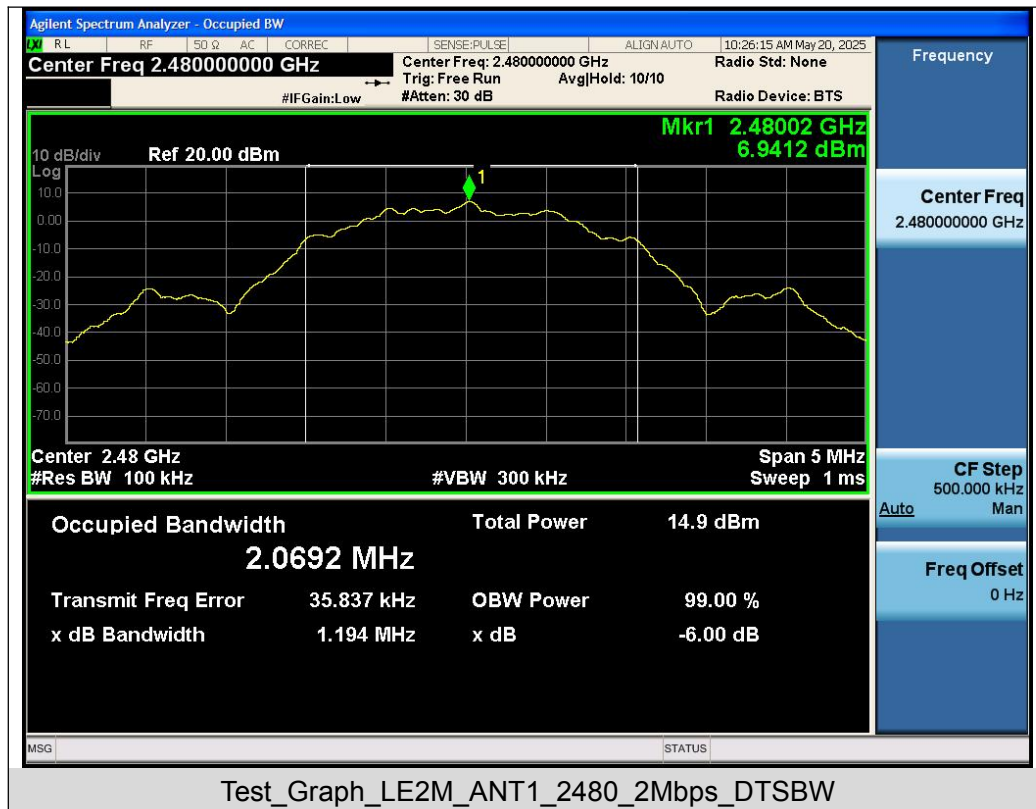 Agilent Spectrum Analyzer - Occupied BW
LXI RL RF 50 Ω AC CORREC SENSE:PULSE ALIGN AUTO 10:26:15 AM May 20, 2025
Center Freq 2.480000000 GHz
Center Freq: 2.480000000 GHz
Radio Std: None
Trig: Free Run Avg|Hold: 10/10
#IFGain:Low
#Atten: 30 dB
Radio Device: BTS
Mkr1 2.48002 GHz
6.9412 dBm
10 dB/div Ref 20.00 dBm
Log
1
10.0
0.00
-10.0
-20.0
-30.0
-40.0
-50.0
-60.0
-70.0
Center 2.48 GHz Span 5 MHz
#Res BW 100 kHz #VBW 300 kHz Sweep 1 ms
Occupied Bandwidth Total Power 14.9 dBm
2.0692 MHz
Transmit Freq Error 35.837 kHz OBW Power 99.00 %
x dB Bandwidth 1.194 MHz x dB -6.00 dB
MSG STATUS
Frequency
Center Freq
2.480000000 GHz
CF Step
500.000 kHz
Auto Man
Freq Offset
0 Hz
Test_Graph_LE2M_ANT1_2480_2Mbps_DTSBW